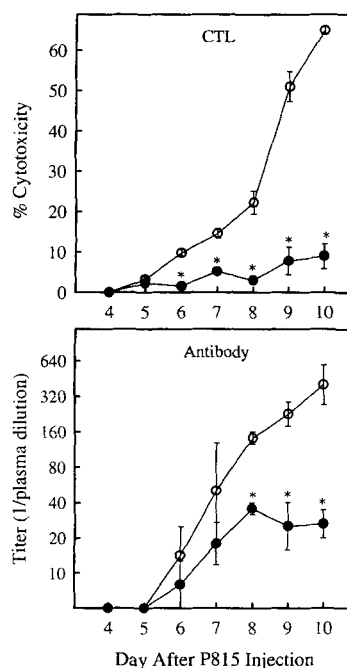 CTL
% Cytotoxicity
60
50
40
30
20
10
0
* * * * *
4 5 6 7 8 9 10
Antibody
Titer (1/plasma dilution)
640
320
160
80
40
20
10
* * *
4 5 6 7 8 9 10
Day After P815 Injection